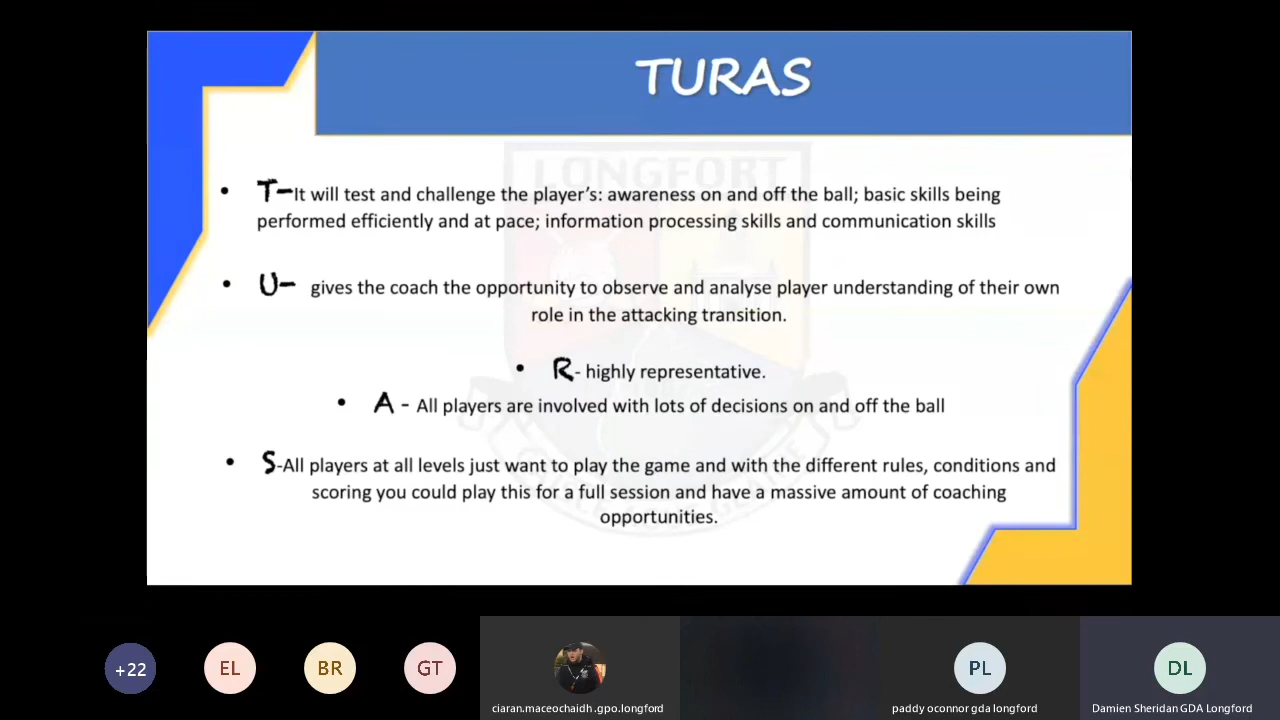 TURAS
LONGFORT
• T-It will test and challenge the player's: awareness on and off the ball; basic skills being
performed efficiently and at pace; information processing skills and communication skills
• U- gives the coach the opportunity to observe and analyse player understanding of their own
role in the attacking transition.
• R- highly representative.
• A - All players are involved with lots of decisions on and off the ball
• S-All players at all levels just want to play the game and with the different rules, conditions and
scoring you could play this for a full session and have a massive amount of coaching
opportunities.
+22
EL
BR
GT
PL
DL
ciaran.maceochaidh.gpo.longford
paddy oconnor gda longford
Damien Sheridan GDA Longford